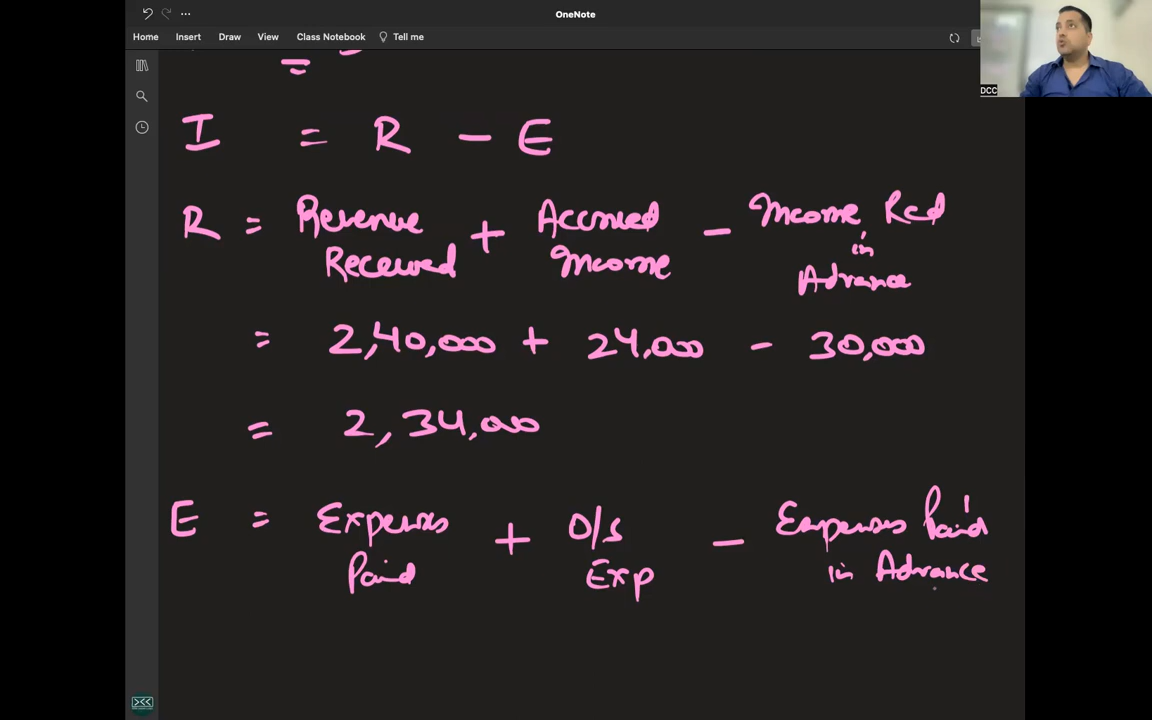 OneNote
Home Insert Draw View Class Notebook Tell me
DCC
I = R - E
R = Revenue Received + Accrued Income - Income Rcd in Advance
= 2,40,000 + 24,000 - 30,000
= 2,34,000
E = Expenses Paid + O/s Exp - Expenses Paid in Advance